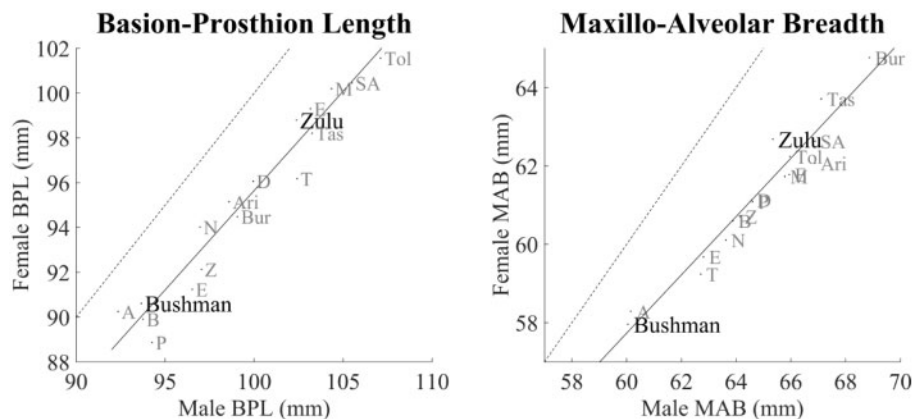 Basion-Prosthion Length
Female BPL (mm)
102
100
98
96
94
92
90
88
Tol
SA
M
E
Zulu
Tas
T
D
Ari
Bur
N
Z
E
Bushman
A
B
P
90
95
100
105
110
Male BPL (mm)
Maxillo-Alveolar Breadth
Female MAB (mm)
64
62
60
58
Bur
Tas
Zulu
SA
Tol
Ari
B
M
D
Z
B
N
E
T
A
Bushman
58
60
62
64
66
68
70
Male MAB (mm)